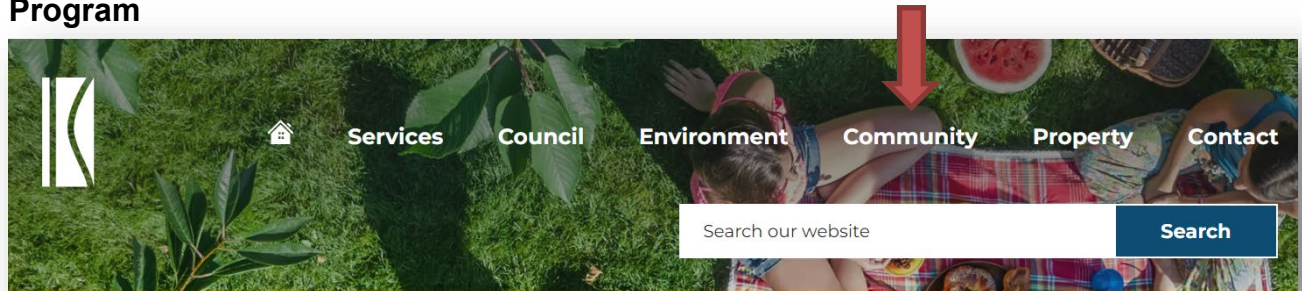 Program
Services Council Environment Community Property Contact
Search our website Search